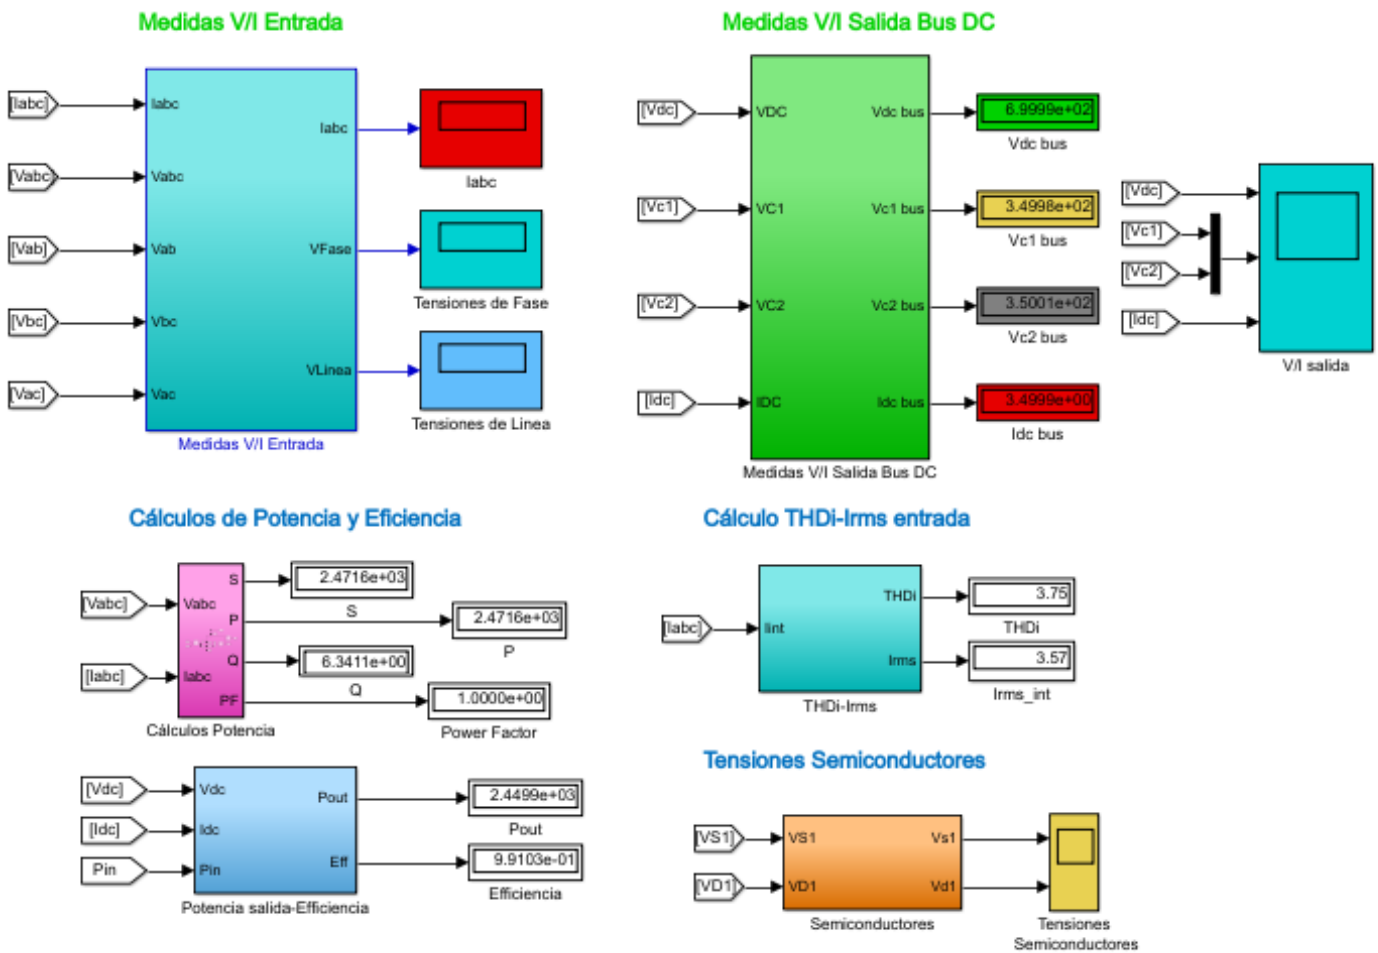 Medidas V/I Entrada
[Iabc]
[Vabc]
[Vab]
[Vbc]
[Vac]
Iabc
Vabc
Vab
Vbc
Vac
Iabc
VFase
VLinea
Medidas V/I Entrada
Iabc
Tensiones de Fase
Tensiones de Linea
Medidas V/I Salida Bus DC
[Vdc]
[Vc1]
[Vc2]
[Idc]
VDC
VC1
VC2
IDC
Vdc bus
Vc1 bus
Vc2 bus
Idc bus
Medidas V/I Salida Bus DC
6.9999e+02
Vdc bus
3.4998e+02
Vc1 bus
3.5001e+02
Vc2 bus
3.4999e+00
Idc bus
[Vdc]
[Vc1]
[Vc2]
[Idc]
V/I salida
Cálculos de Potencia y Eficiencia
[Vabc]
[Iabc]
Vabc
Iabc
S
P
Q
PF
Cálculos Potencia
2.4716e+03
S
2.4716e+03
P
6.3411e+00
Q
1.0000e+00
Power Factor
[Vdc]
[Idc]
Pin
Vdc
Idc
Pin
Pout
Eff
Potencia salida-Efficiencia
2.4499e+03
Pout
9.9103e-01
Efficiencia
Cálculo THDi-Irms entrada
[Iabc]
Iint
THDi
Irms
THDi-Irms
3.75
THDi
3.57
Irms_int
Tensiones Semiconductores
[VS1]
[VD1]
VS1
VD1
Vs1
Vd1
Semiconductores
Tensiones
Semiconductores